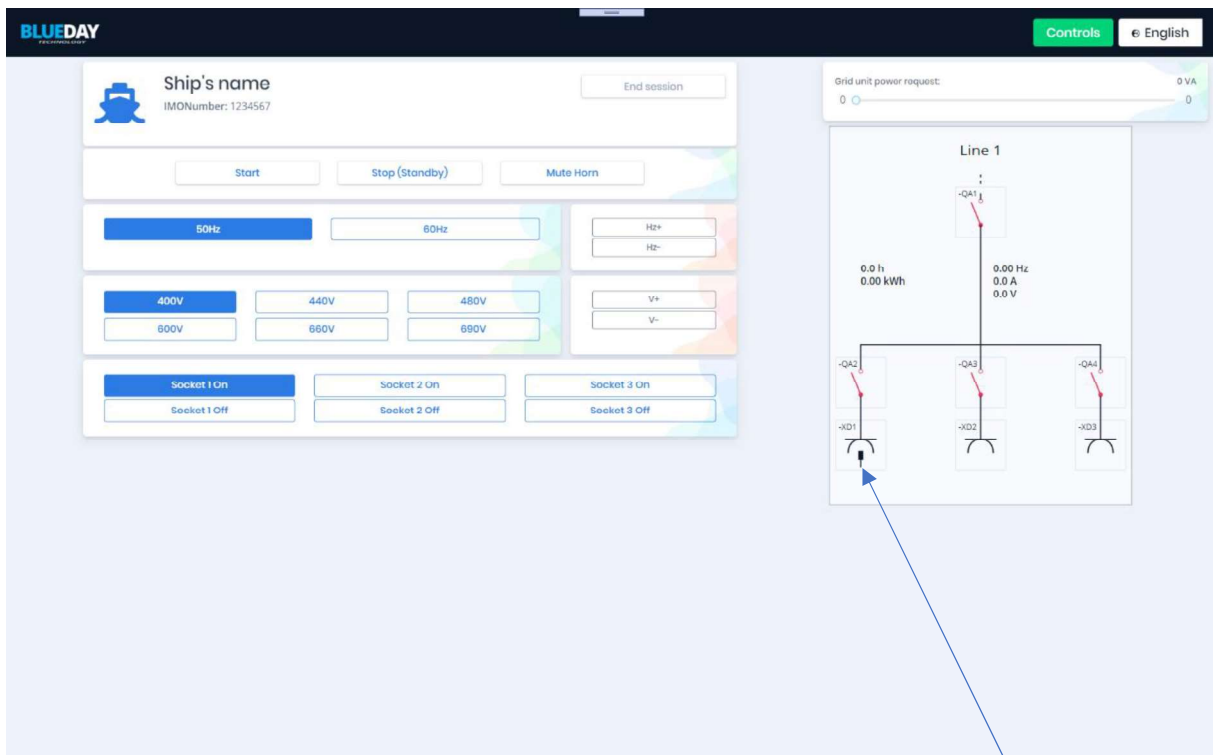 BLUEDAY
TECHNOLOGY
Controls
English
Ship's name
IMONumber: 1234567
End session
Start
Stop (Standby)
Mute Horn
50Hz
60Hz
Hz+
Hz-
400V
440V
480V
600V
660V
690V
V+
V-
Socket 1 On
Socket 2 On
Socket 3 On
Socket 1 Off
Socket 2 Off
Socket 3 Off
Grid unit power request:
0 VA
0
0
Line 1
-QA1
0.0 h
0.00 kWh
0.00 Hz
0.0 A
0.0 V
-QA2
-QA3
-QA4
-XD1
-XD2
-XD3